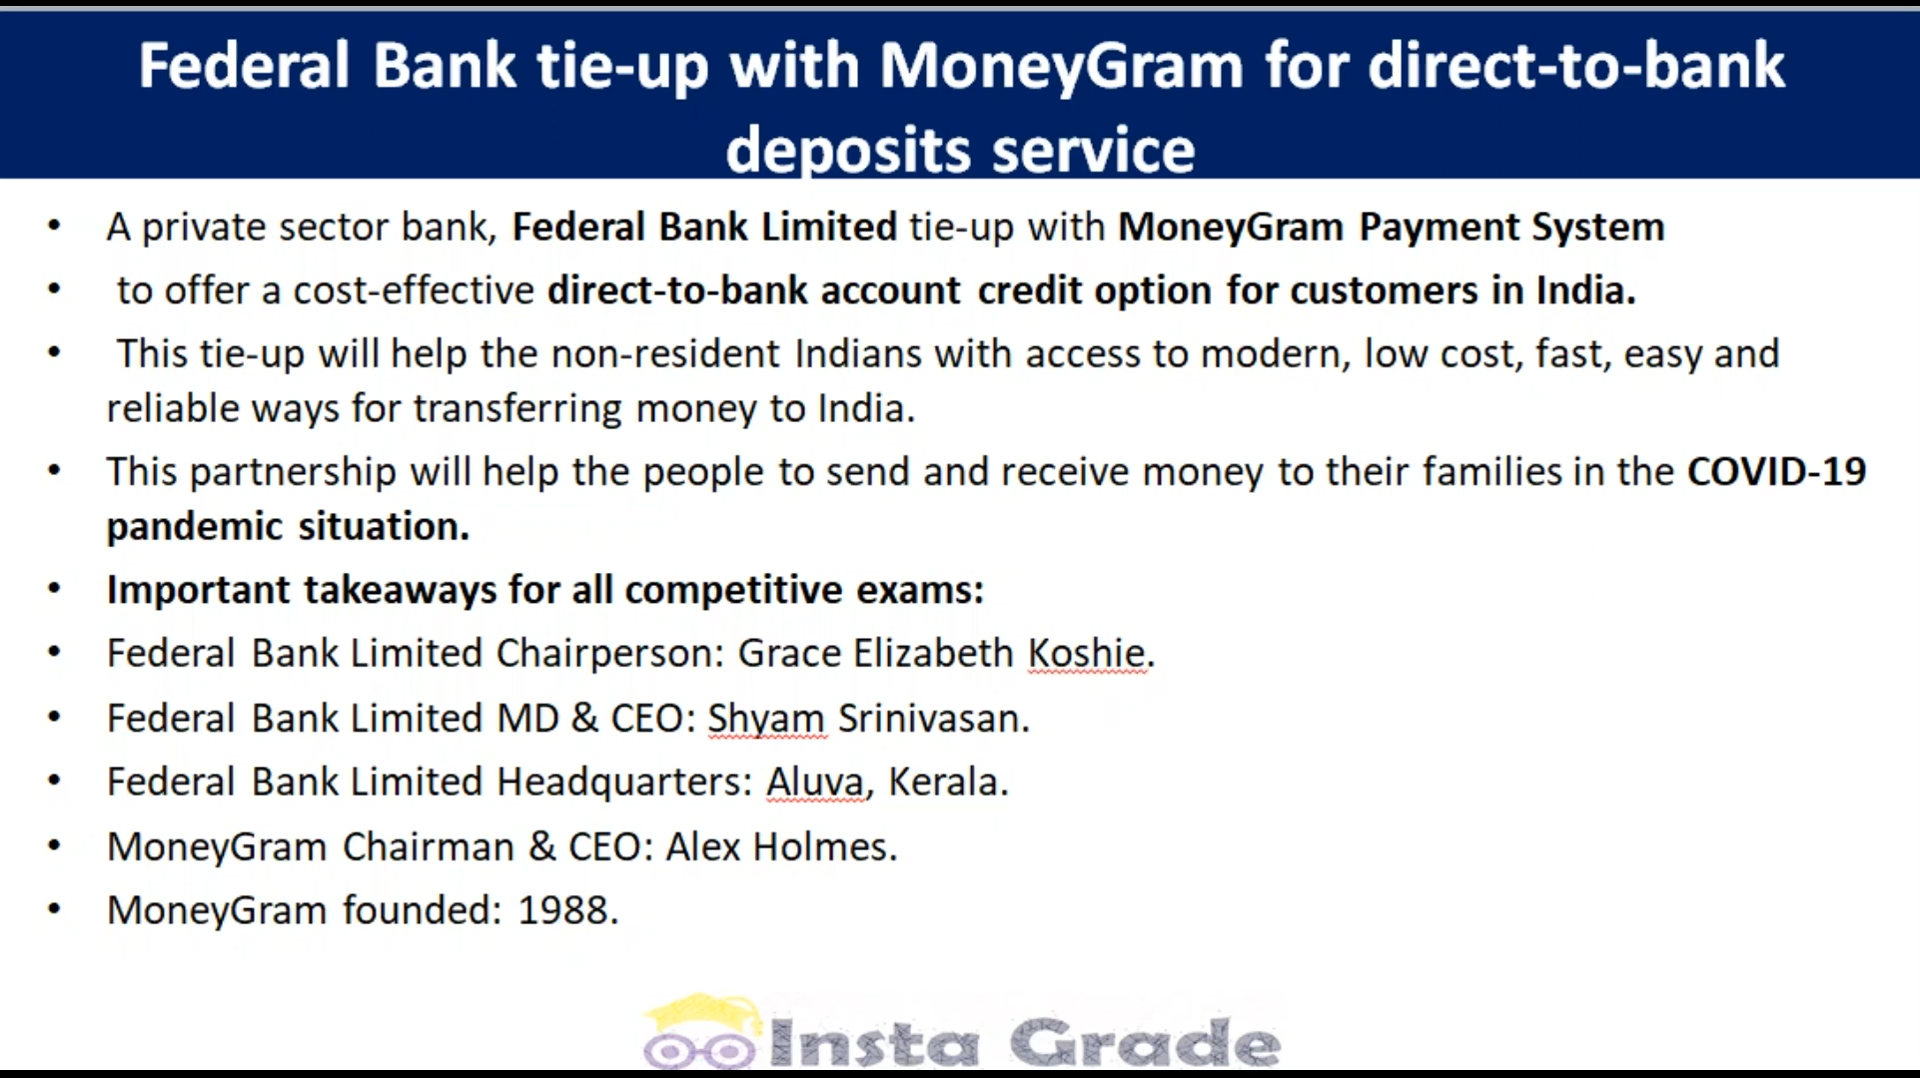 Federal Bank tie-up with MoneyGram for direct-to-bank
deposits service
• A private sector bank, Federal Bank Limited tie-up with MoneyGram Payment System
• to offer a cost-effective direct-to-bank account credit option for customers in India.
• This tie-up will help the non-resident Indians with access to modern, low cost, fast, easy and
reliable ways for transferring money to India.
• This partnership will help the people to send and receive money to their families in the COVID-19
pandemic situation.
• Important takeaways for all competitive exams:
• Federal Bank Limited Chairperson: Grace Elizabeth Koshie.
• Federal Bank Limited MD & CEO: Shyam Srinivasan.
• Federal Bank Limited Headquarters: Aluva, Kerala.
• MoneyGram Chairman & CEO: Alex Holmes.
• MoneyGram founded: 1988.
Insta Grade